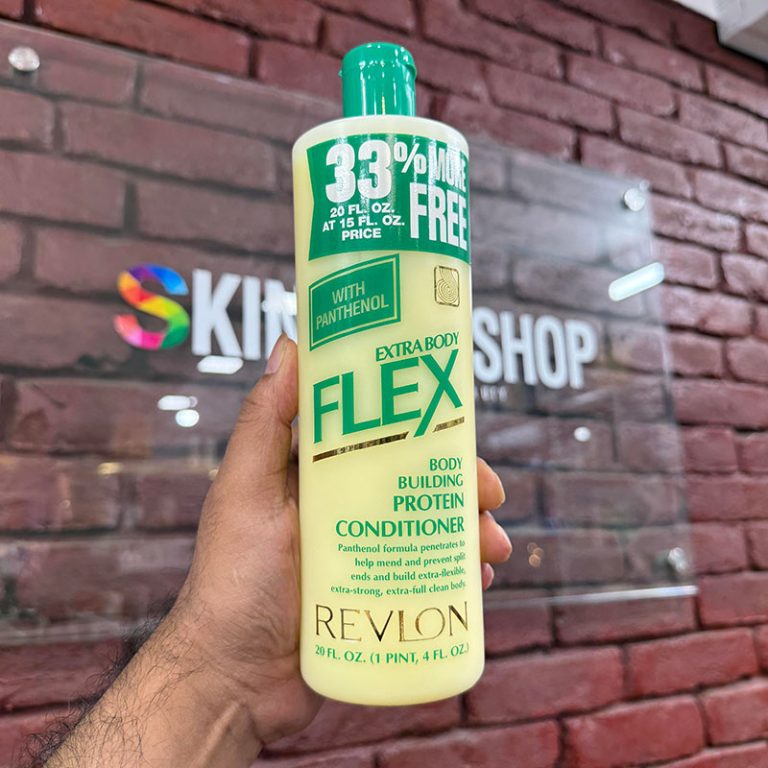 33% MORE
FREE
20 FL. OZ.
AT 15 FL. OZ.
PRICE
WITH
PANTHENOL
EXTRA BODY
FLEX
BODY
BUILDING
PROTEIN
CONDITIONER
Panthenol formula penetrates to
help mend and prevent split
ends and build extra-flexible,
extra-strong, extra-full clean body.
REVLON
20 FL. OZ. (1 PINT, 4 FL. OZ.)
SKIN SHOP